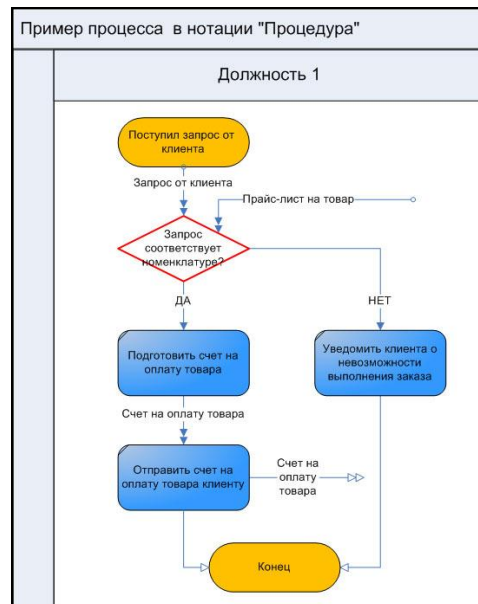 Пример процесса в нотации "Процедура"
Должность 1
Поступил запрос от
клиента
Запрос от клиента
Прайс-лист на товар
Запрос
соответствует
номенклатуре?
ДА
НЕТ
Подготовить счет на
оплату товара
Уведомить клиента о
невозможности
выполнения заказа
Счет на оплату товара
Отправить счет на
оплату товара клиенту
Счет на
оплату
товара
Конец